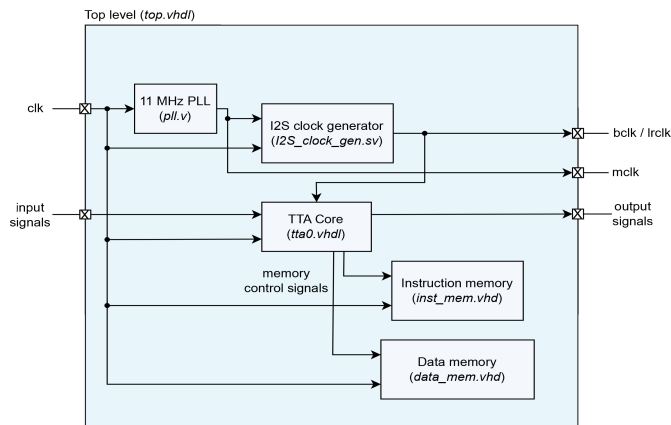 Top level (top.vhdl)
clk
11 MHz PLL
(pll.v)
I2S clock generator
(I2S_clock_gen.sv)
bclk / lrclk
mclk
input
signals
TTA Core
(tta0.vhdl)
output
signals
memory
control signals
Instruction memory
(inst_mem.vhd)
Data memory
(data_mem.vhd)